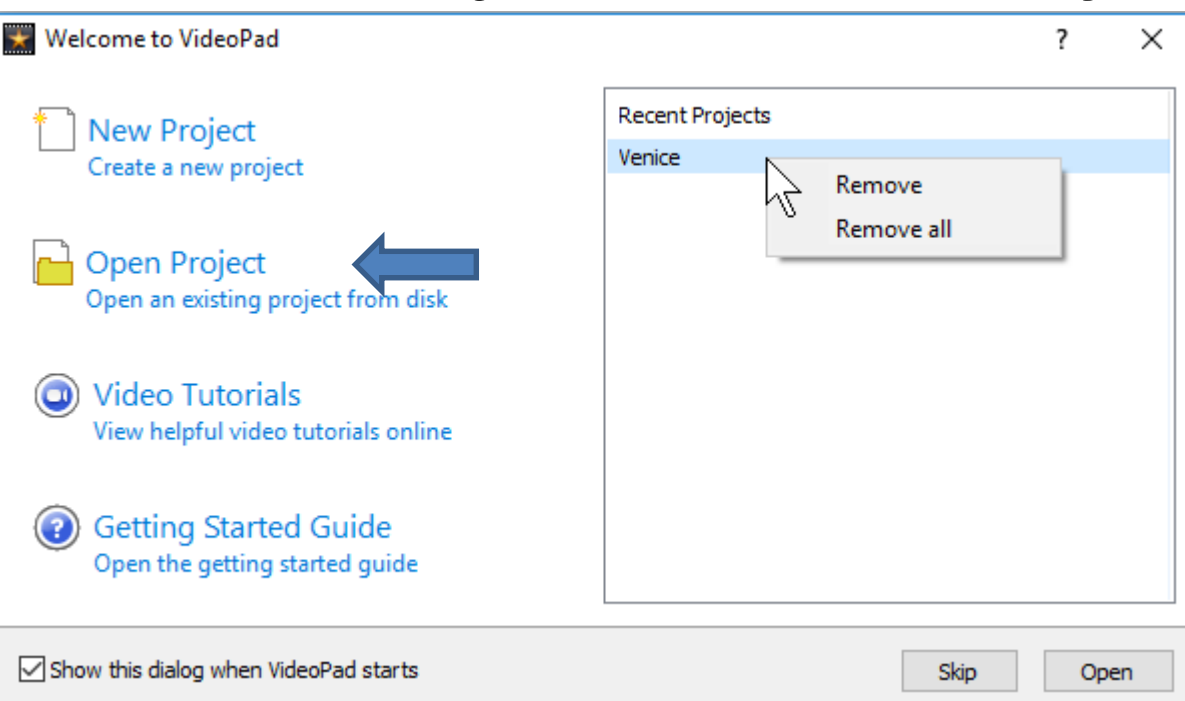 Welcome to VideoPad
?
New Project
Create a new project
Open Project
Open an existing project from disk
Video Tutorials
View helpful video tutorials online
Getting Started Guide
Open the getting started guide
Recent Projects
Venice
Remove
Remove all
Show this dialog when VideoPad starts
Skip
Open